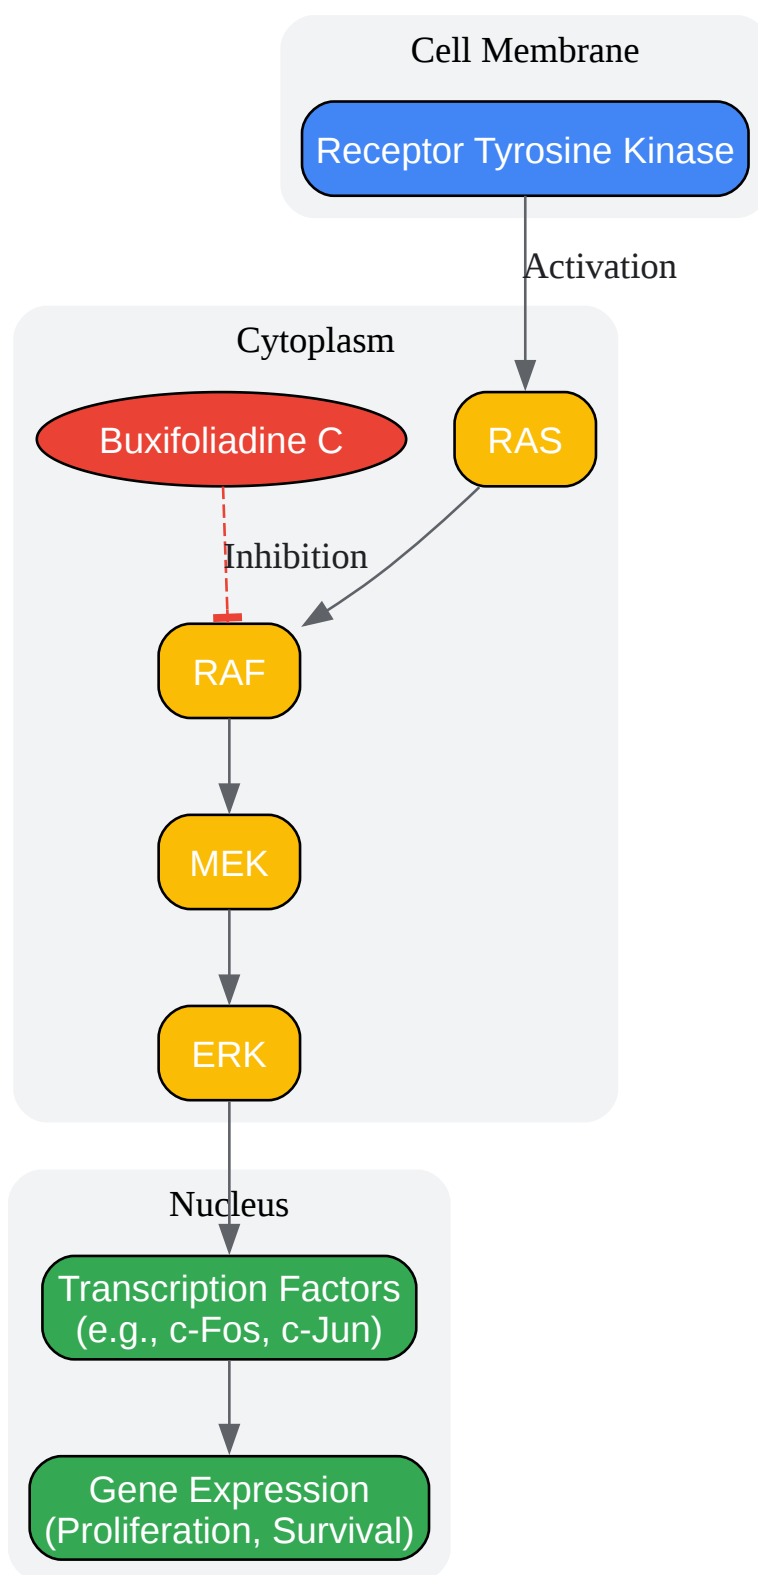 Cell Membrane
Receptor Tyrosine Kinase
Activation
Cytoplasm
Buxifoliadine C
RAS
Inhibition
RAF
MEK
ERK
Nucleus
Transcription Factors
(e.g., c-Fos, c-Jun)
Gene Expression
(Proliferation, Survival)